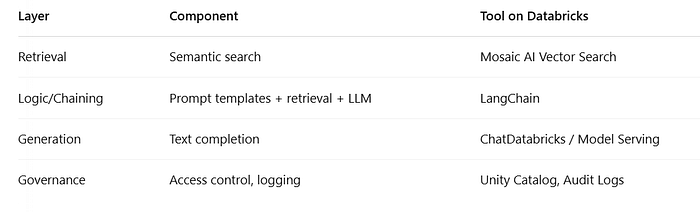 Layer Component Tool on Databricks
Retrieval Semantic search Mosaic AI Vector Search
Logic/Chaining Prompt templates + retrieval + LLM LangChain
Generation Text completion ChatDatabricks / Model Serving
Governance Access control, logging Unity Catalog, Audit Logs